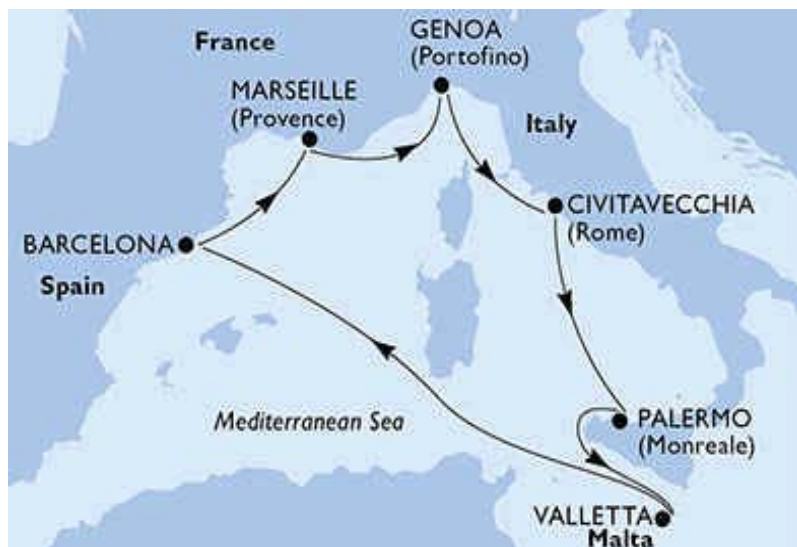 GENOA
(Portofino)
France
MARSEILLE
(Provence)
Italy
CIVITAVECCHIA
(Rome)
BARCELONA
Spain
Mediterranean Sea
PALERMO
(Monreale)
VALLETTA
Malta